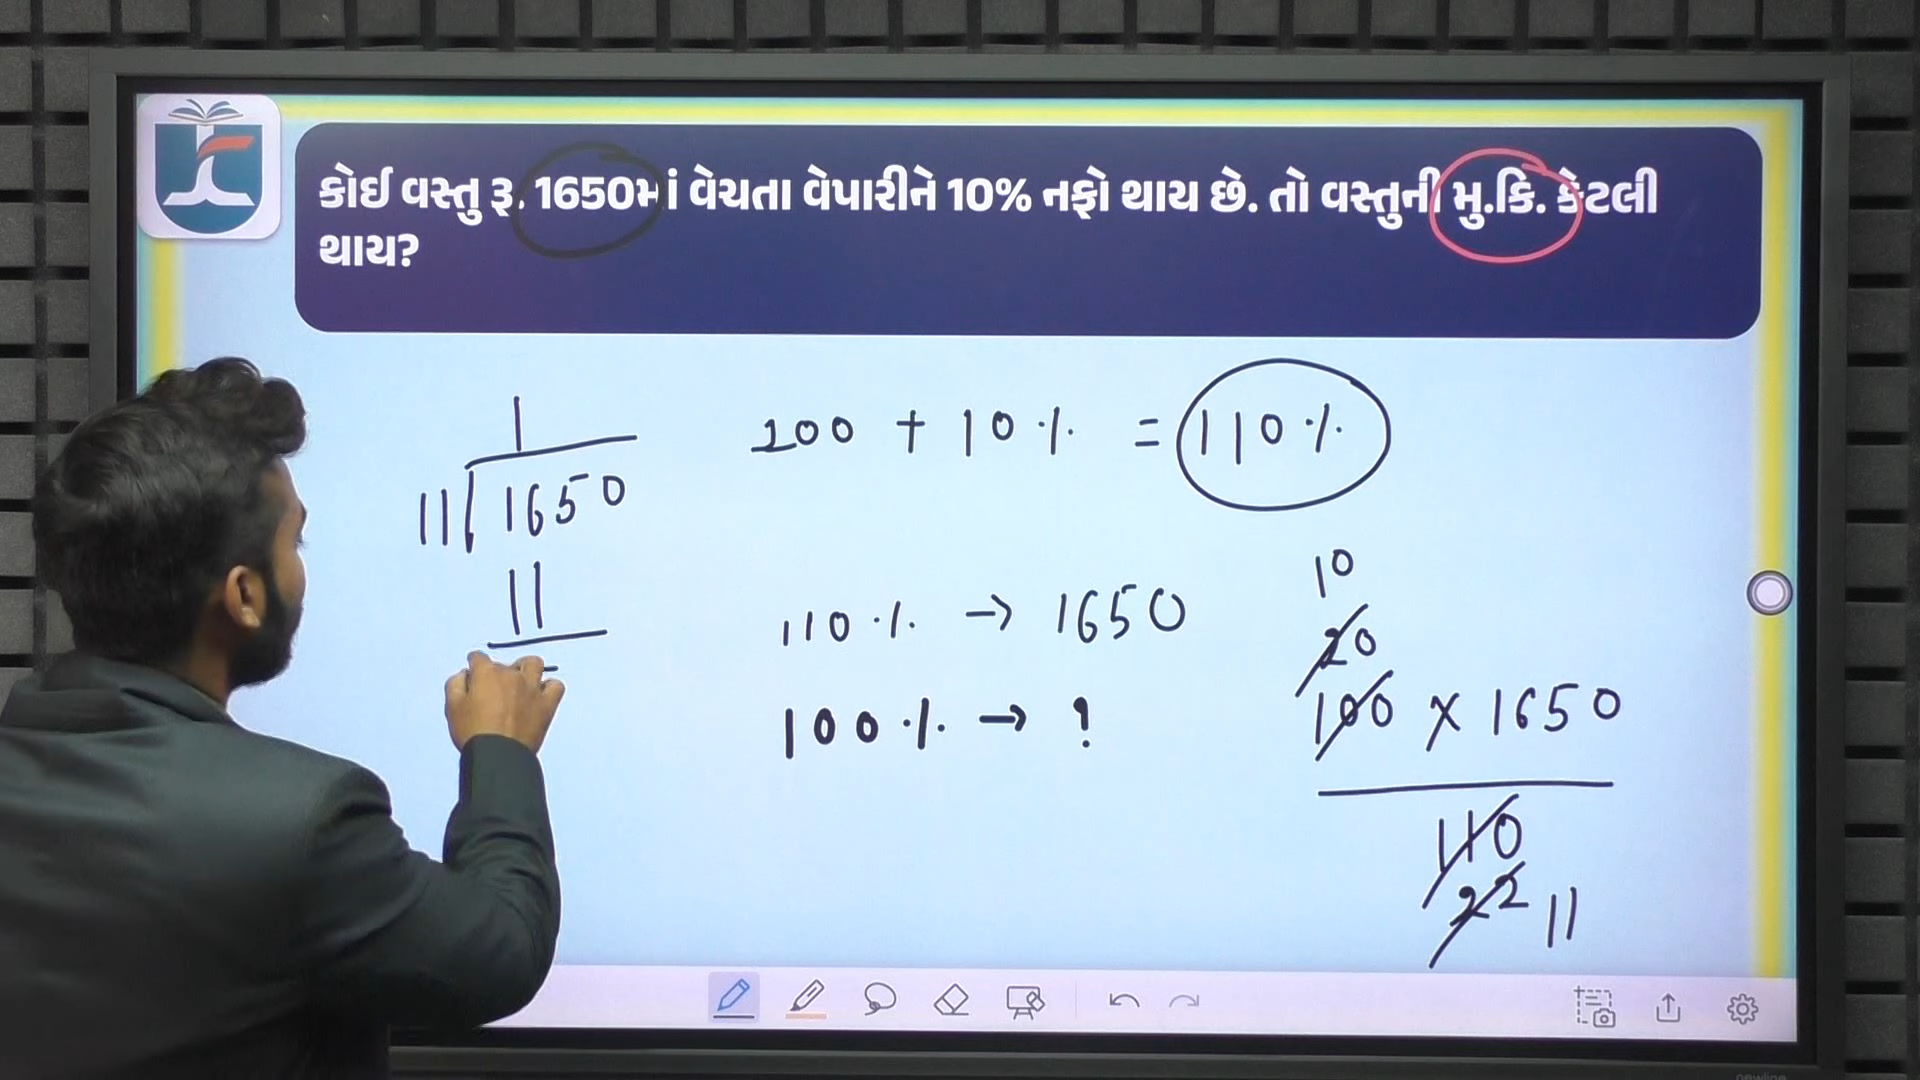 કોઈ વસ્તુ રૂ. 1650માં વેચતા વેપારીને 10% નફો થાય છે. તો વસ્તુની મુ.કિ. કેટલી
થાય?
1
11 1650
11
100 + 10% = 110%
110% → 1650
100% → ?
10
20
100 x 1650
110
22 11
newline